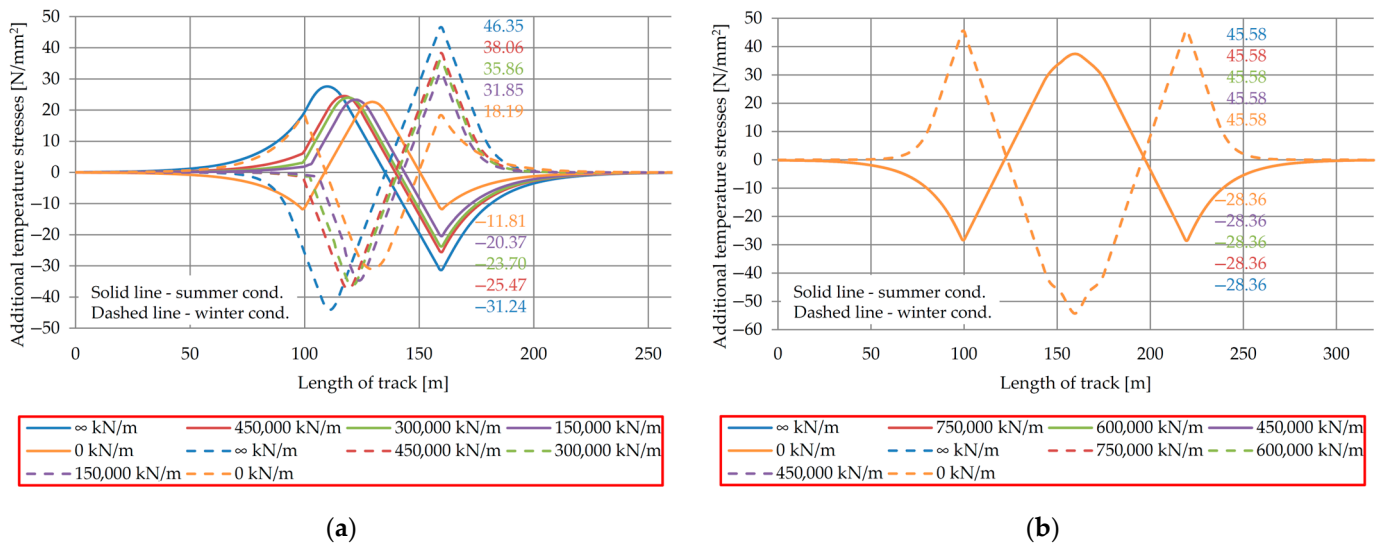 Additional temperature stresses [N/mm²]
50
40
30
20
10
0
−10
−20
−30
−40
−50
46.35
38.06
35.86
31.85
18.19
−11.81
−20.37
−23.70
−25.47
−31.24
Solid line - summer cond.
Dashed line - winter cond.
0 50 100 150 200 250
Length of track [m]
∞ kN/m 450,000 kN/m 300,000 kN/m 150,000 kN/m
0 kN/m ∞ kN/m 450,000 kN/m 300,000 kN/m
150,000 kN/m 0 kN/m
(a)
Additional temperature stresses [N/mm²]
50
40
30
20
10
0
−10
−20
−30
−40
−50
−60
45.58
45.58
45.58
45.58
45.58
−28.36
−28.36
−28.36
−28.36
−28.36
Solid line - summer cond.
Dashed line - winter cond.
0 50 100 150 200 250 300
Length of track [m]
∞ kN/m 750,000 kN/m 600,000 kN/m 450,000 kN/m
0 kN/m ∞ kN/m 750,000 kN/m 600,000 kN/m
450,000 kN/m 0 kN/m
(b)